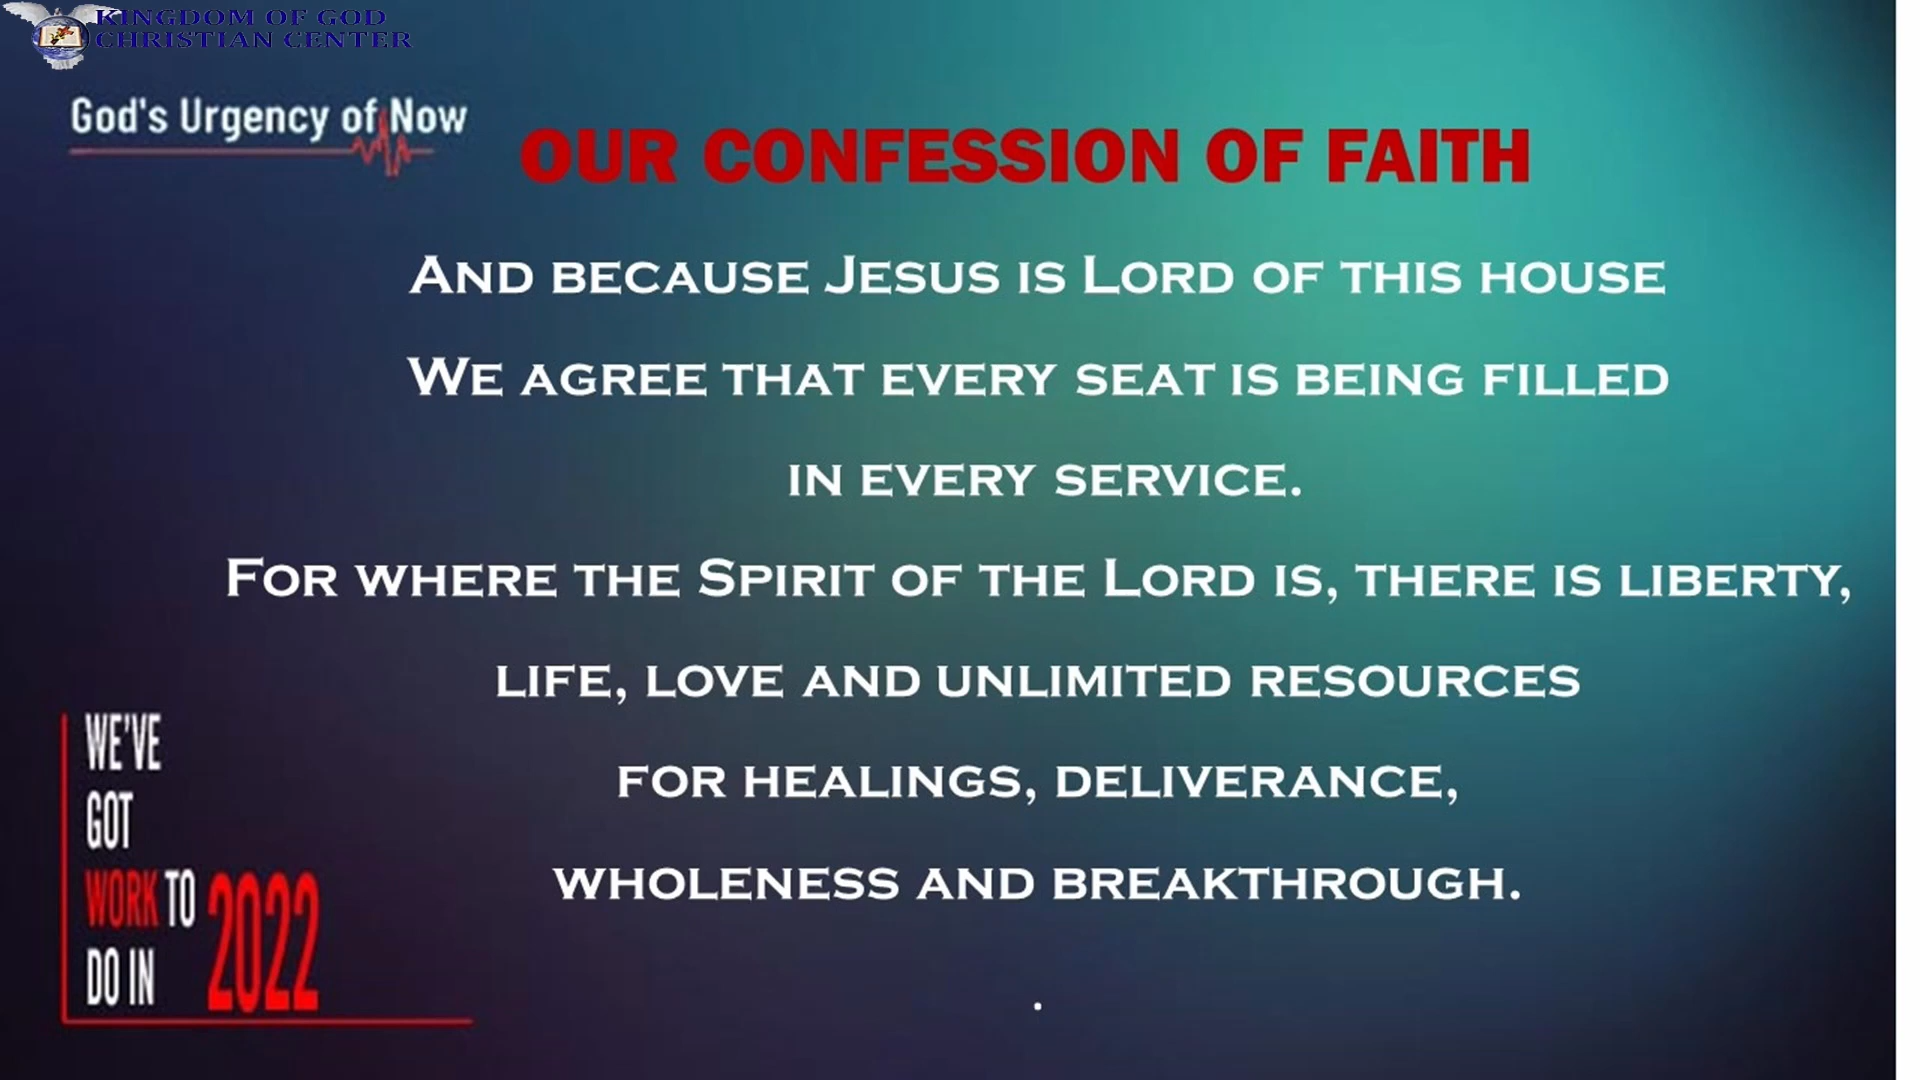 KINGDOM OF GOD
CHRISTIAN CENTER
God's Urgency of Now
OUR CONFESSION OF FAITH
And because Jesus is Lord of this house
We agree that every seat is being filled
in every service.
For where the Spirit of the Lord is, there is liberty,
life, love and unlimited resources
for healings, deliverance,
wholeness and breakthrough.
.
WE'VE
GOT
WORK TO
DO IN 2022